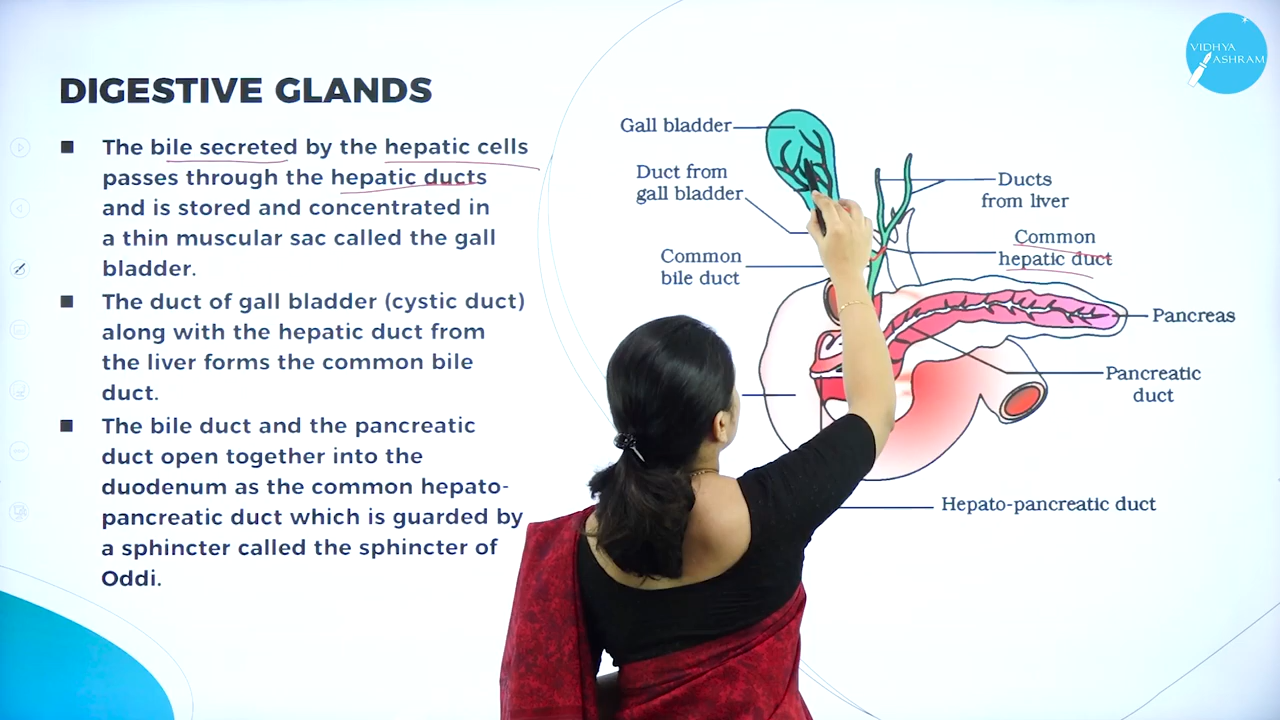 VIDHYA
ASHRAM
DIGESTIVE GLANDS
The bile secreted by the hepatic cells
passes through the hepatic ducts
and is stored and concentrated in
a thin muscular sac called the gall
bladder.
The duct of gall bladder (cystic duct)
along with the hepatic duct from
the liver forms the common bile
duct.
The bile duct and the pancreatic
duct open together into the
duodenum as the common hepato-
pancreatic duct which is guarded by
a sphincter called the sphincter of
Oddi.
Gall bladder
Duct from
gall bladder
Common
bile duct
Ducts
from liver
Common
hepatic duct
Pancreas
Pancreatic
duct
Hepato-pancreatic duct